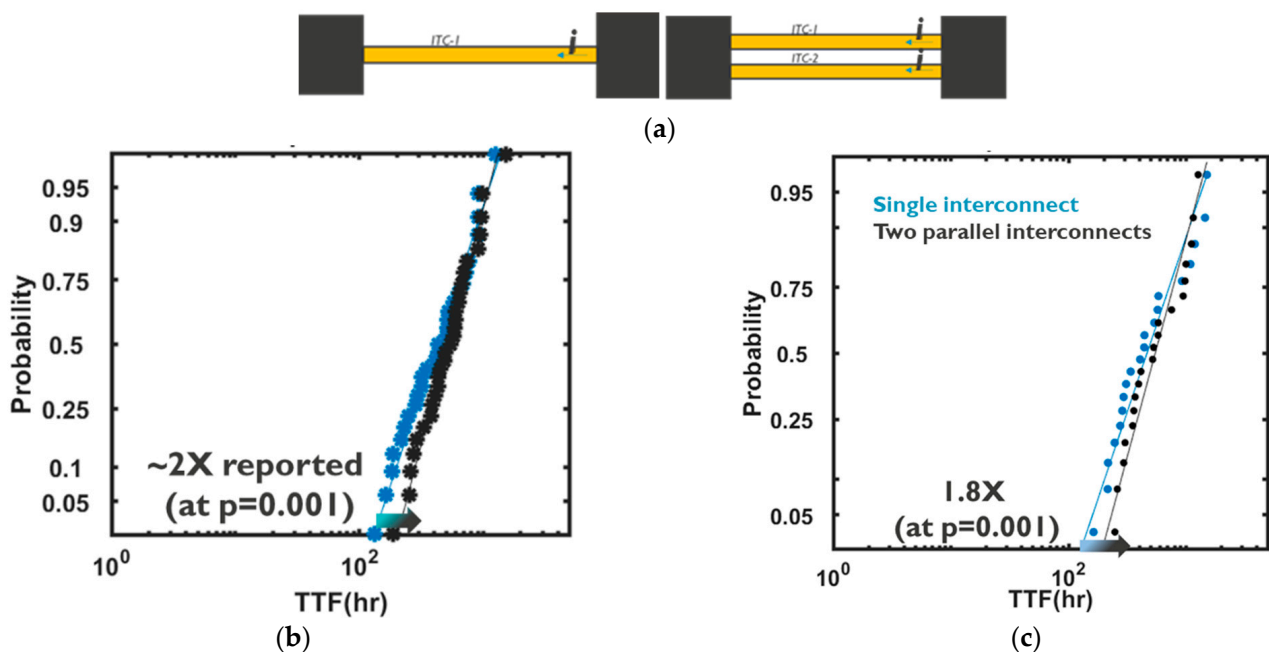 ITC-1
i
ITC-1
i
ITC-2
i
(a)
0.95
0.9
0.75
0.5
0.25
0.1
0.05
Probability
~2X reported
(at p=0.001)
10^0
10^2
TTF(hr)
(b)
0.95
0.75
0.5
0.25
0.05
Probability
Single interconnect
Two parallel interconnects
1.8X
(at p=0.001)
10^0
10^2
TTF(hr)
(c)